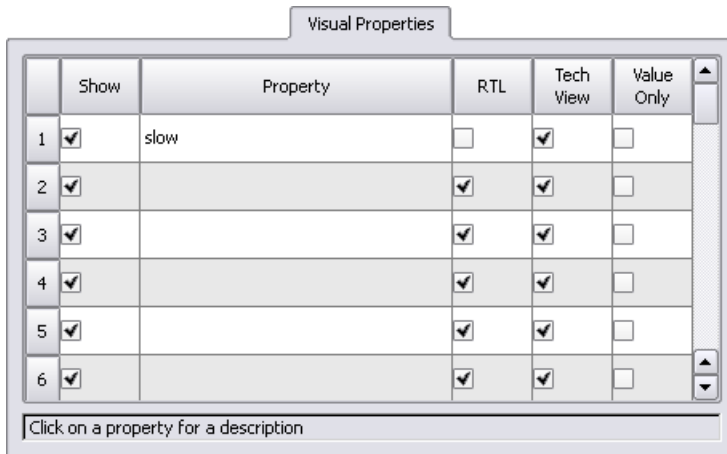 Visual Properties
Show Property RTL Tech View Value Only
1 slow
2
3
4
5
6
Click on a property for a description